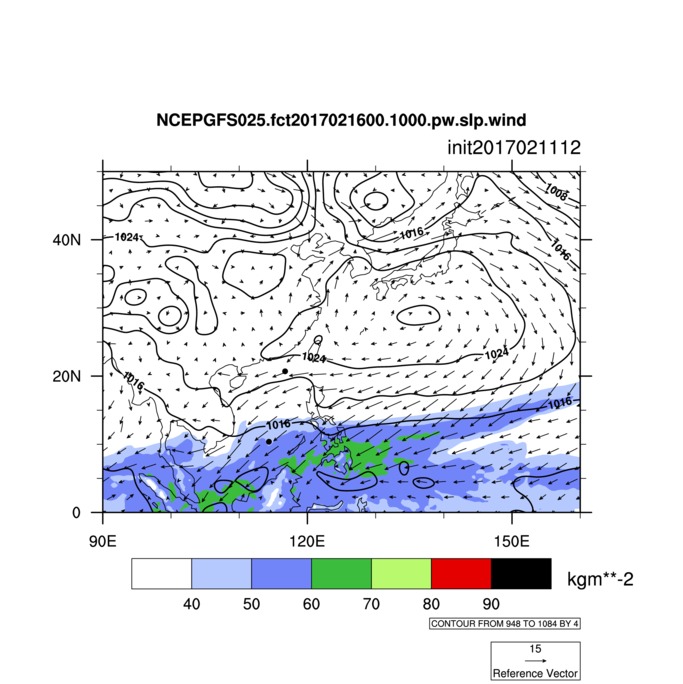 NCEPGFS025.fct2017021600.1000.pw.slp.wind
init2017021112
1008
1016
1016
1024
40N
1024
1024
20N
1016
1016
1016
0
90E 120E 150E
kgm**-2
40 50 60 70 80 90
CONTOUR FROM 948 TO 1084 BY 4
15
Reference Vector